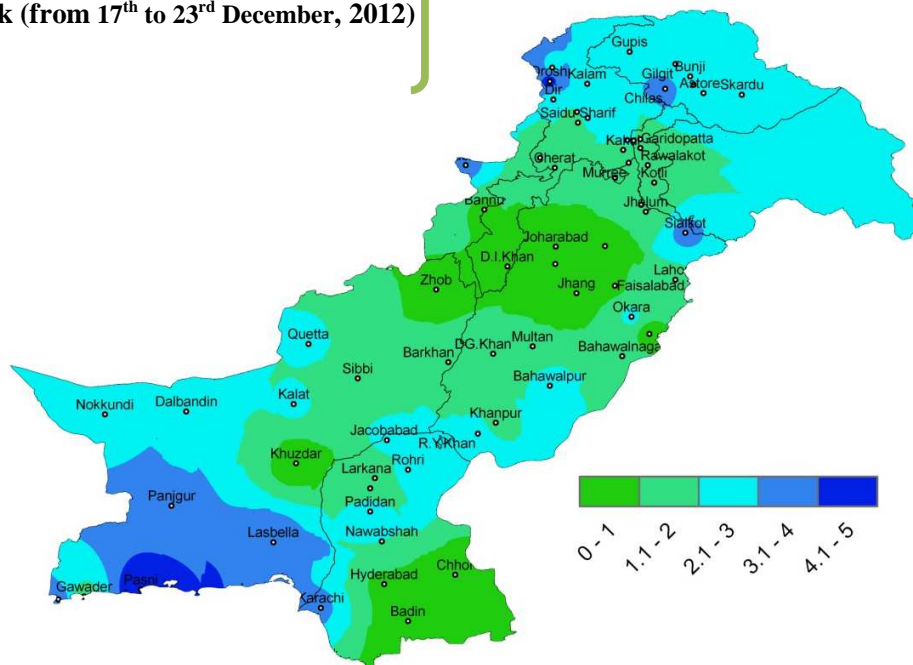 k (from 17th to 23rd December, 2012)
Gupis
Drosh
Kalam
Gilgit
Bunji
Astore
Skardu
Dir
Chilas
Saidu Sharif
Garidopatta
Cherat
Rawalakot
Murree
Kotli
Bannu
Jhelum
Sialkot
Joharabad
D.I.Khan
Zhob
Jhang
Laho
Faisalabad
Okara
Quetta
Barkhan
DG.Khan
Multan
Bahawalnaga
Sibbi
Bahawalpur
Nokkundi
Dalbandin
Kalat
Khanpur
Jacobabad
R.Y.Khan
Khuzdar
Rohri
Larkana
Panjgur
Padidan
Lasbella
Nawabshah
Gawader
Pasni
Hyderabad
Chhor
Karachi
Badin
0 - 1
1.1 - 2
2.1 - 3
3.1 - 4
4.1 - 5